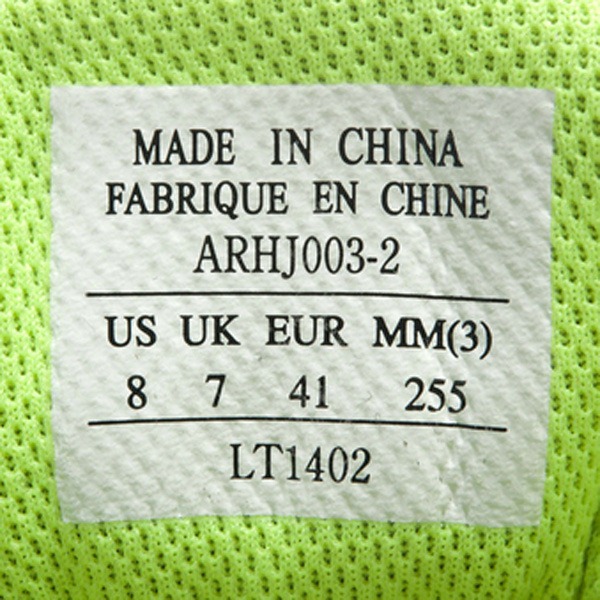 MADE IN CHINA
FABRIQUE EN CHINE
ARHJ003-2
US UK EUR MM(3)
8 7 41 255
LT1402